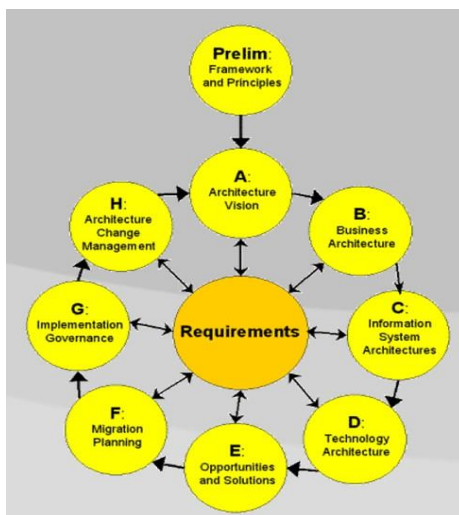 Prelim:
Framework
and Principles
A:
Architecture
Vision
B:
Business
Architecture
C:
Information
System
Architectures
D:
Technology
Architecture
E:
Opportunities
and Solutions
F:
Migration
Planning
G:
Implementation
Governance
H:
Architecture
Change
Management
Requirements